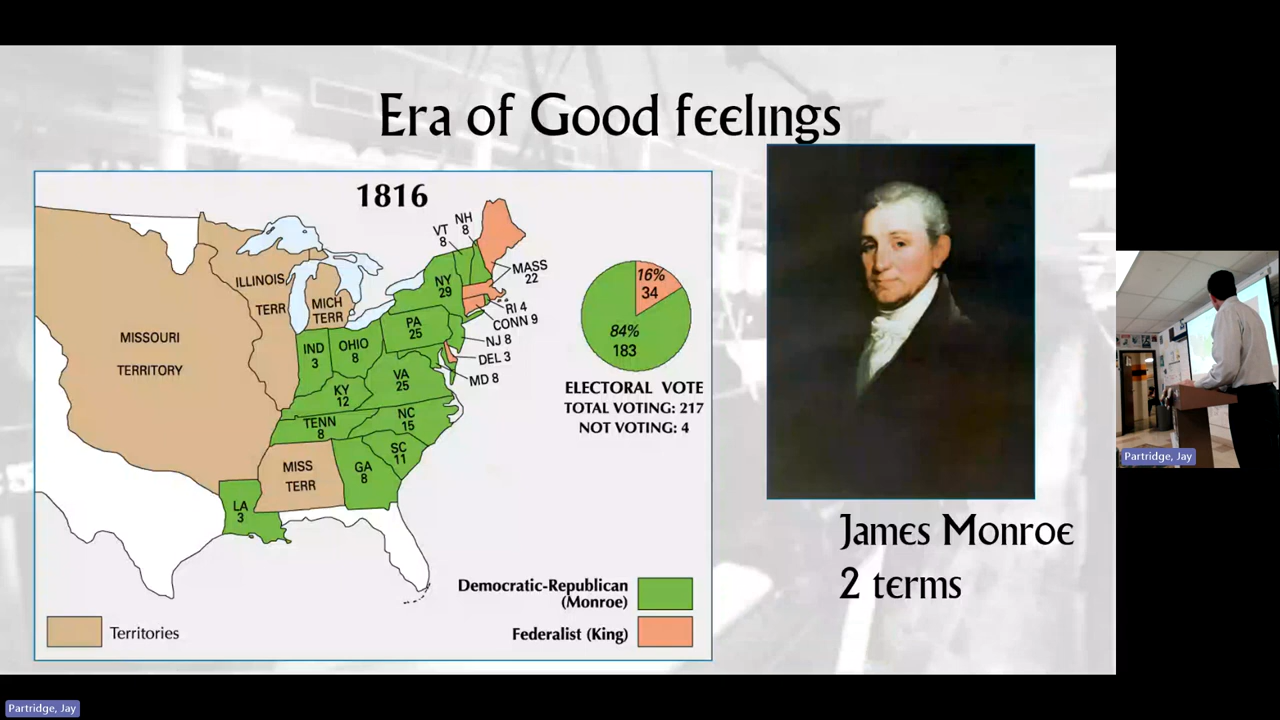 Era of Good feelings
1816
NH
8
VT
8
MASS
22
ILLINOIS
TERR
MICH
TERR
NY
29
RI 4
CONN 9
PA
25
NJ 8
DEL 3
MD 8
MISSOURI
TERRITORY
IND
3
OHIO
8
KY
12
VA
25
TENN
8
NC
15
SC
11
MISS
TERR
GA
8
LA
3
16%
34
84%
183
ELECTORAL VOTE
TOTAL VOTING: 217
NOT VOTING: 4
Democratic-Republican
(Monroe)
Federalist (King)
Territories
James Monroe
2 terms
Partridge, Jay
Partridge, Jay